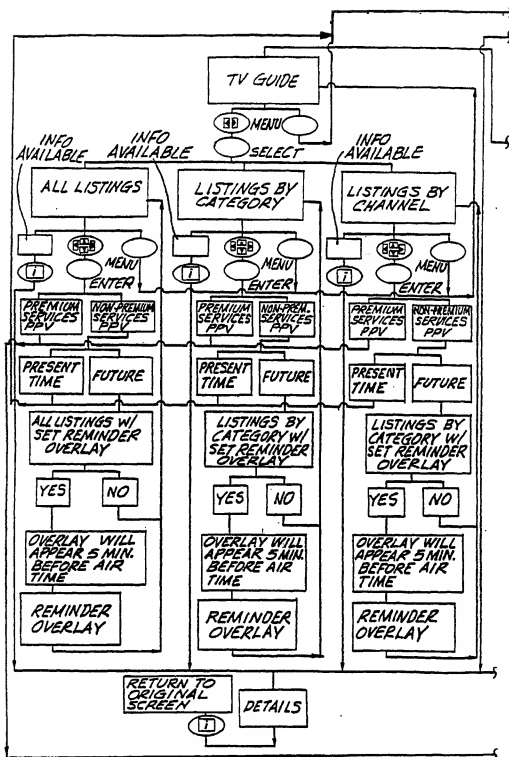 TV GUIDE
MENU
SELECT
INFO
AVAILABLE
INFO
AVAILABLE
INFO
AVAILABLE
ALL LISTINGS
LISTINGS BY
CATEGORY
LISTINGS BY
CHANNEL
i
MENU
ENTER
i
MENU
ENTER
i
MENU
ENTER
PREMIUM
SERVICES
PPV
NON-PREMIUM
SERVICES
PPV
PREMIUM
SERVICES
PPV
NON-PREM.
SERVICES
PPV
PREMIUM
SERVICES
PPV
NON-PREMIUM
SERVICES
PPV
PRESENT
TIME
FUTURE
PRESENT
TIME
FUTURE
PRESENT
TIME
FUTURE
ALL LISTINGS W/
SET REMINDER
OVERLAY
LISTINGS BY
CATEGORY W/
SET REMINDER
OVERLAY
LISTINGS BY
CATEGORY W/
SET REMINDER
OVERLAY
YES
NO
YES
NO
YES
NO
OVERLAY WILL
APPEAR 5 MIN.
BEFORE AIR
TIME
OVERLAY WILL
APPEAR 5 MIN.
BEFORE AIR
TIME
OVERLAY WILL
APPEAR 5 MIN.
BEFORE AIR
TIME
REMINDER
OVERLAY
REMINDER
OVERLAY
REMINDER
OVERLAY
RETURN TO
ORIGINAL
SCREEN
i
DETAILS